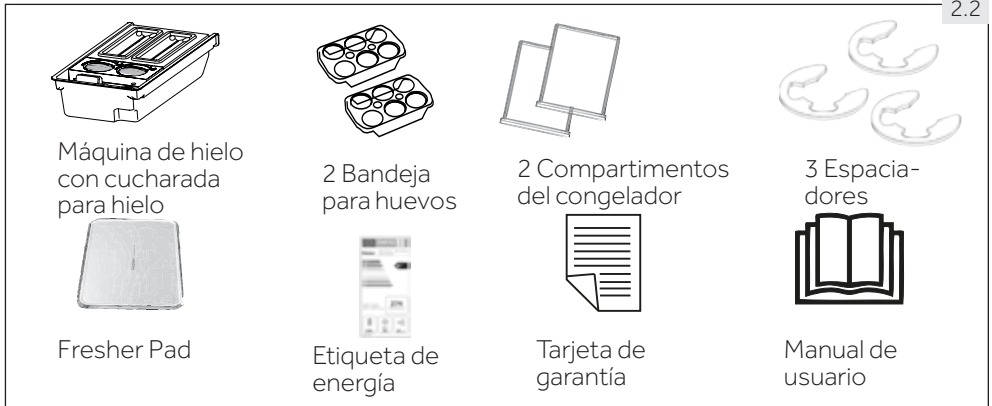 2.2
Máquina de hielo
con cucharada
para hielo
2 Bandeja
para huevos
2 Compartimentos
del congelador
3 Espacia-
dores
Fresher Pad
Etiqueta de
energía
Tarjeta de
garantía
Manual de
usuario